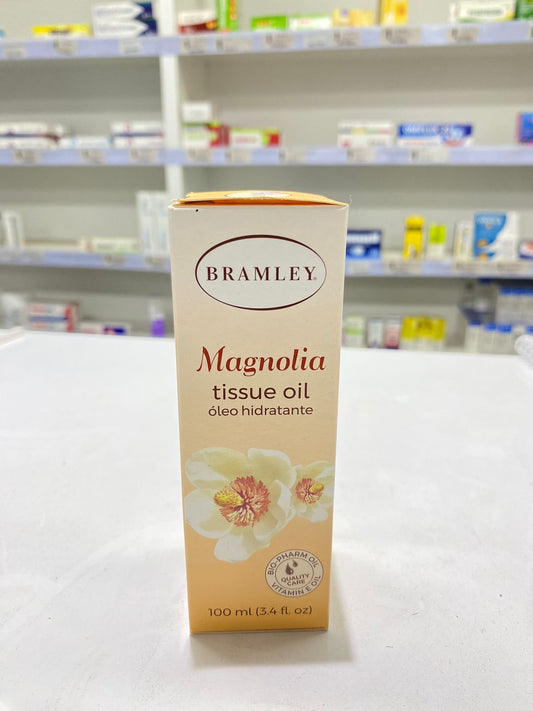 BRAMLEY®
Magnolia
tissue oil
óleo hidratante
BIO-PHARM OIL
QUALITY
CARE
VITAMIN E OIL
100 ml (3.4 fl. oz)